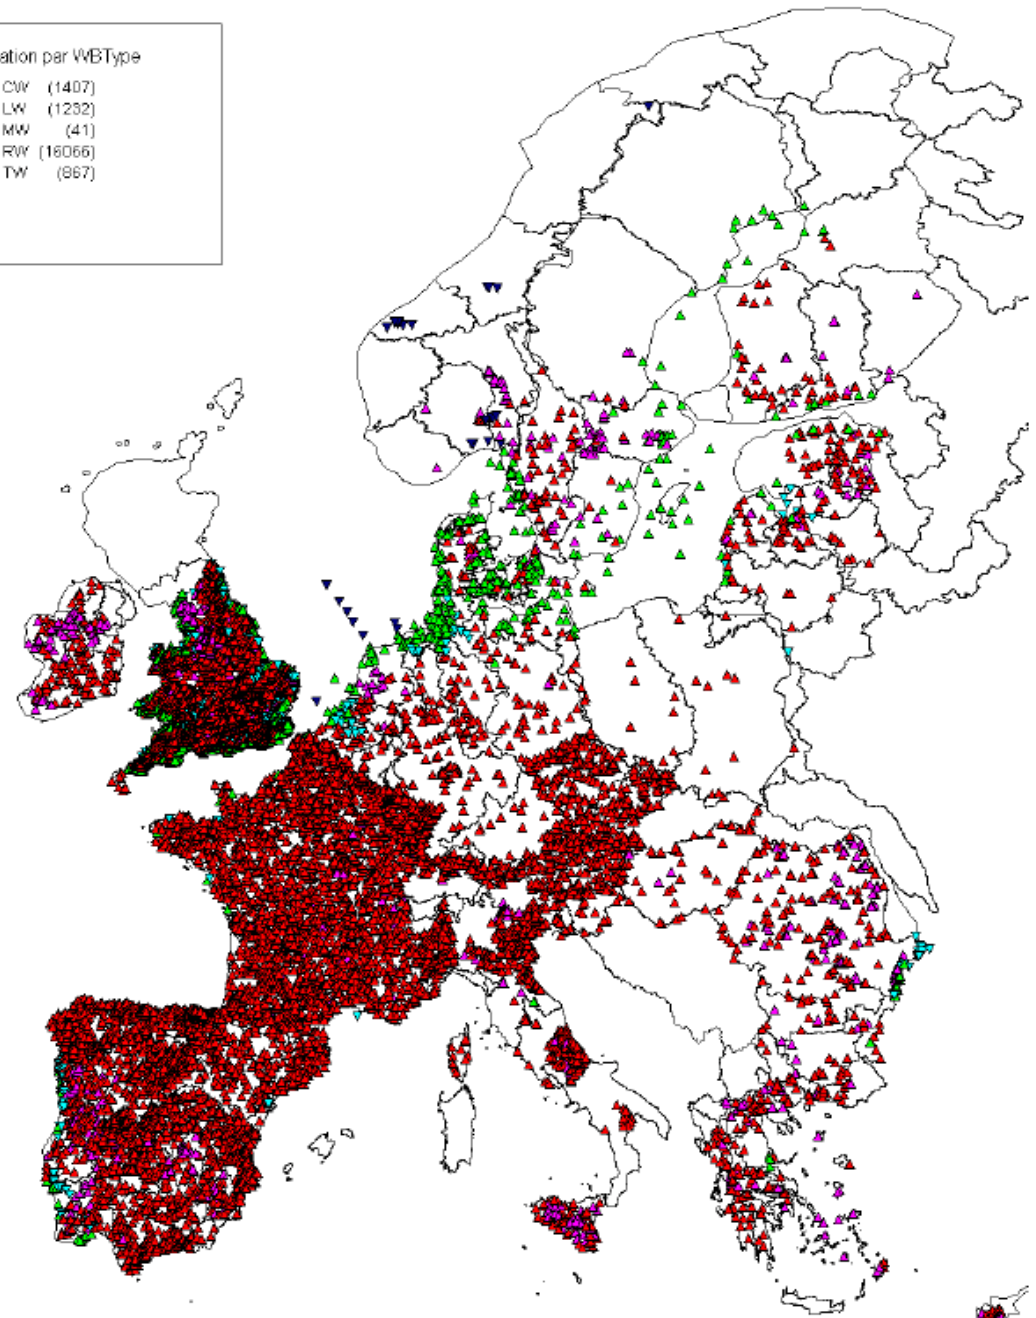 ation par WBType
CW (1407)
LW (1232)
MW (41)
RW (16066)
TW (867)